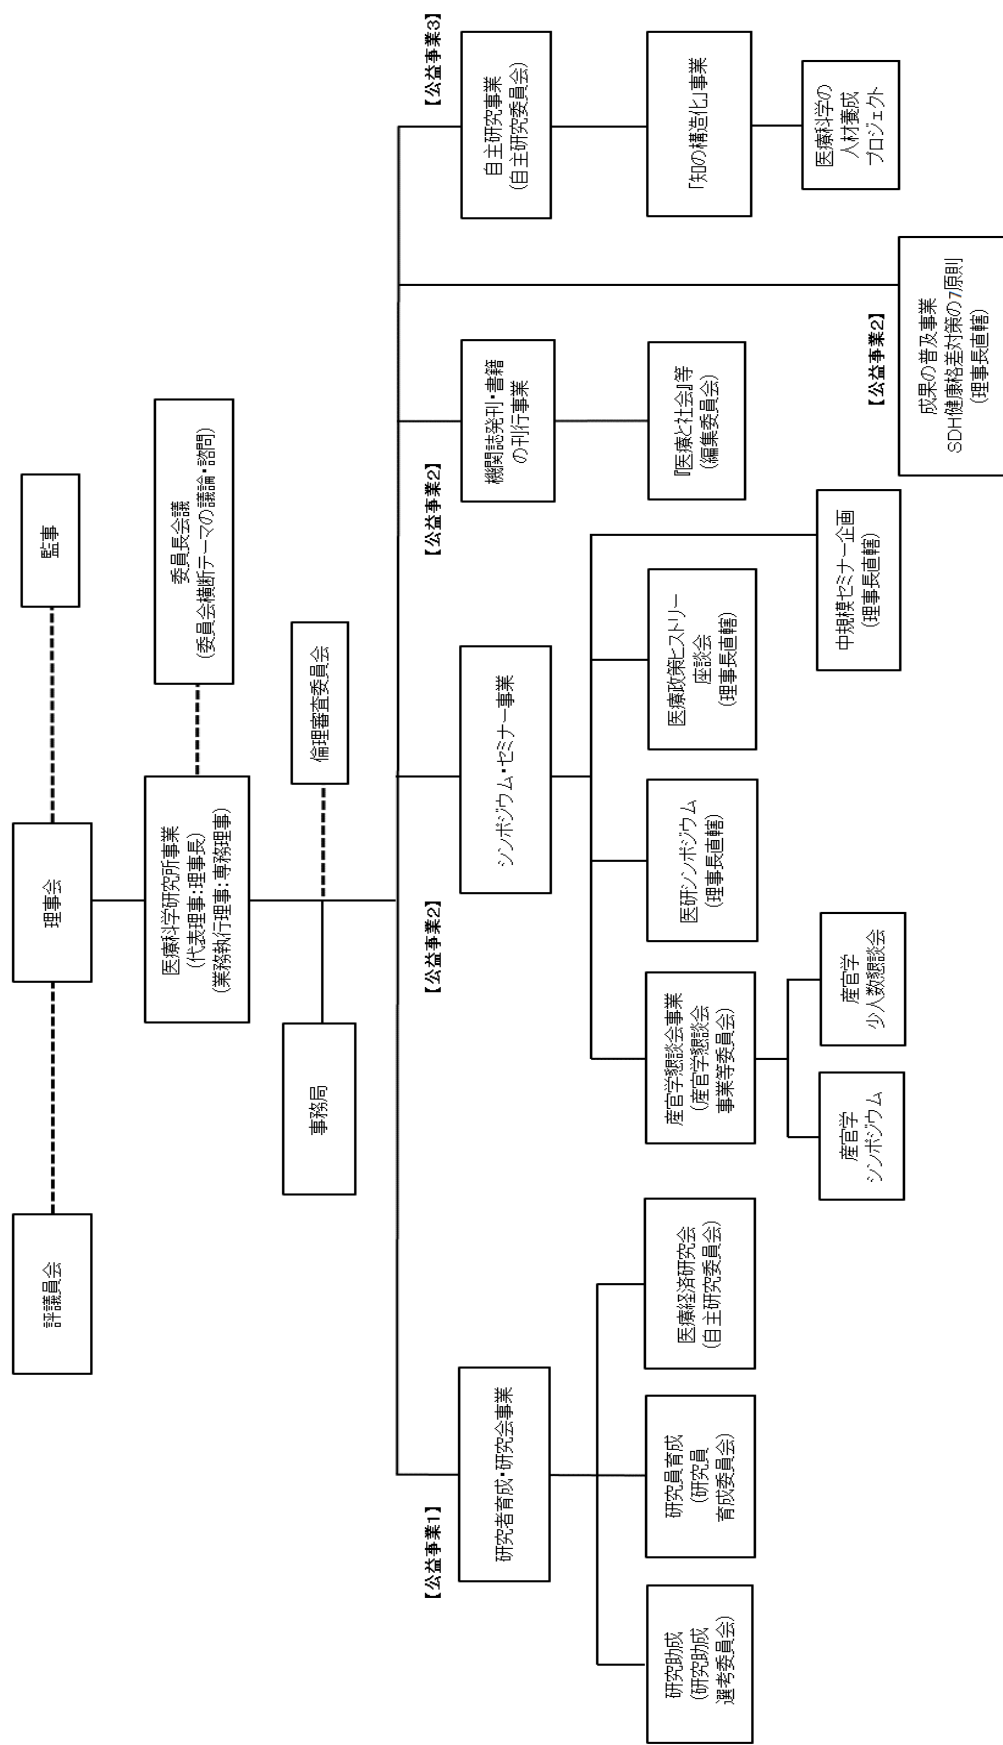 評議員会
理事会
監事
医療科学研究所事業
(代表理事:理事長)
(業務執行理事:専務理事)
委員長会議
(委員会横断テーマの議論・諮問)
事務局
倫理審査委員会
【公益事業1】
研究者育成・研究会事業
研究助成
(研究助成
選考委員会)
研究員育成
(研究員
育成委員会)
医療経済研究会
(自主研究委員会)
【公益事業2】
シンポジウム・セミナー事業
産官学懇談会事業
(産官学懇談会
事業等委員会)
産官学
シンポジウム
産官学
少人数懇談会
医研シンポジウム
(理事長直轄)
医療政策ヒストリー
座談会
(理事長直轄)
中規模セミナー企画
(理事長直轄)
【公益事業2】
機関誌発刊・書籍
の刊行事業
『医療と社会』等
(編集委員会)
【公益事業2】
成果の普及事業
SDH健康格差対策の7原則
(理事長直轄)
【公益事業3】
自主研究事業
(自主研究委員会)
「知の構造化」事業
医療科学の
人材養成
プロジェクト